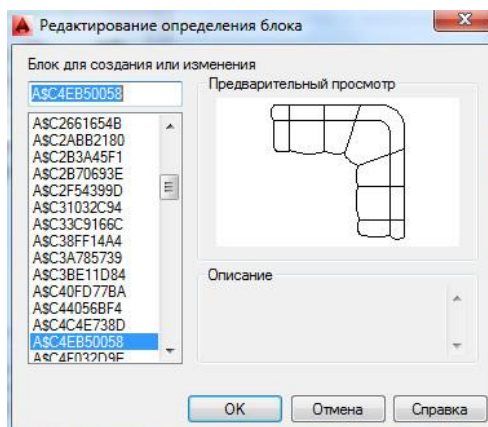 Редактирование определения блока
Блок для создания или изменения
A$C4EB50058
A$C2661654B
A$C2ABB2180
A$C2B3A45F1
A$C2B70693E
A$C2F54399D
A$C31032C94
A$C33C9166C
A$C38FF14A4
A$C3A785739
A$C3BE11D84
A$C40FD77BA
A$C44056BF4
A$C4C4E738D
A$C4EB50058
A$C4F032D9F
Предварительный просмотр
Описание
OK
Отмена
Справка